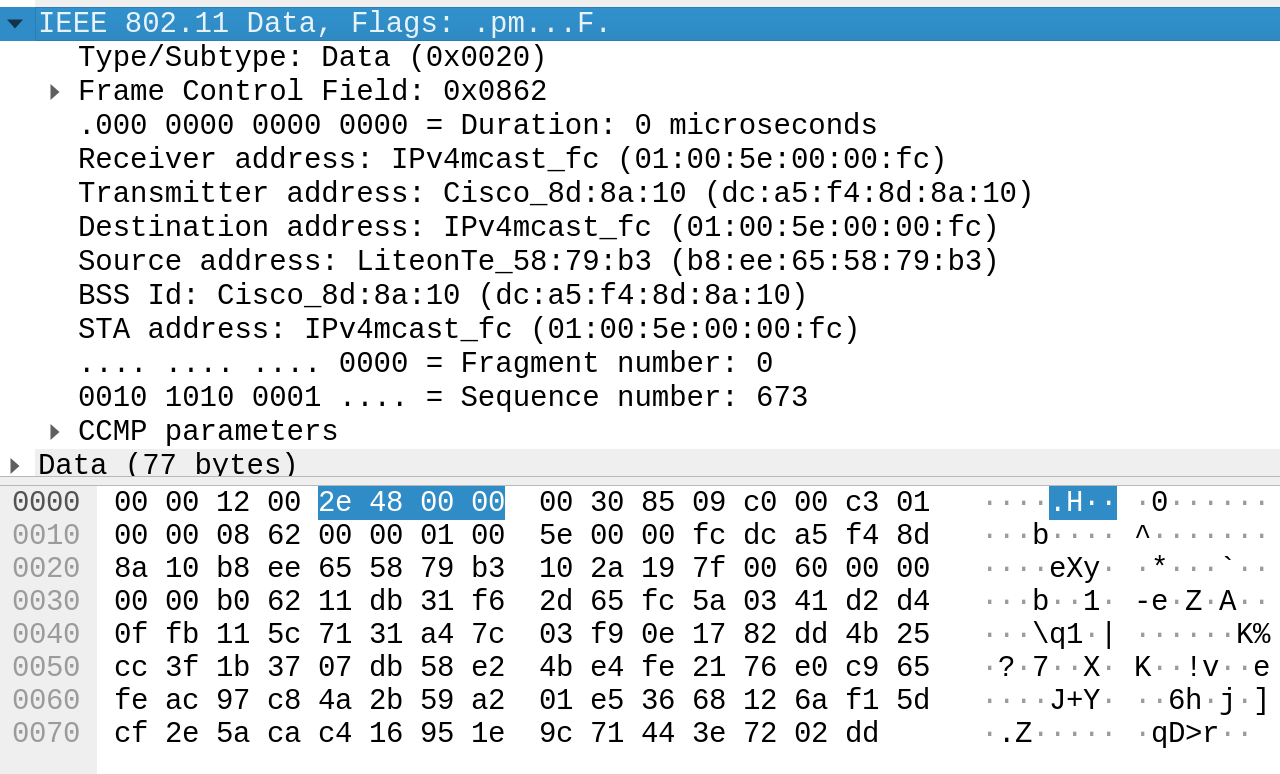 IEEE 802.11 Data, Flags: .pm...F.
Type/Subtype: Data (0x0020)
Frame Control Field: 0x0862
.000 0000 0000 0000 = Duration: 0 microseconds
Receiver address: IPv4mcast_fc (01:00:5e:00:00:fc)
Transmitter address: Cisco_8d:8a:10 (dc:a5:f4:8d:8a:10)
Destination address: IPv4mcast_fc (01:00:5e:00:00:fc)
Source address: LiteonTe_58:79:b3 (b8:ee:65:58:79:b3)
BSS Id: Cisco_8d:8a:10 (dc:a5:f4:8d:8a:10)
STA address: IPv4mcast_fc (01:00:5e:00:00:fc)
.... .... .... 0000 = Fragment number: 0
0010 1010 0001 .... = Sequence number: 673
CCMP parameters
Data (77 bytes)
0000 00 00 12 00 2e 48 00 00 00 30 85 09 c0 00 c3 01 ····.H·· ·0······
0010 00 00 08 62 00 00 01 00 5e 00 00 fc dc a5 f4 8d ···b···· ^·······
0020 8a 10 b8 ee 65 58 79 b3 10 2a 19 7f 00 60 00 00 ····eXy· ·*···`··
0030 00 00 b0 62 11 db 31 f6 2d 65 fc 5a 03 41 d2 d4 ···b··1· -e·Z·A··
0040 0f fb 11 5c 71 31 a4 7c 03 f9 0e 17 82 dd 4b 25 ···\q1·| ······K%
0050 cc 3f 1b 37 07 db 58 e2 4b e4 fe 21 76 e0 c9 65 ·?·7··X· K··!v··e
0060 fe ac 97 c8 4a 2b 59 a2 01 e5 36 68 12 6a f1 5d ····J+Y· ··6h·j·]
0070 cf 2e 5a ca c4 16 95 1e 9c 71 44 3e 72 02 dd ·.Z····· ·qD>r··